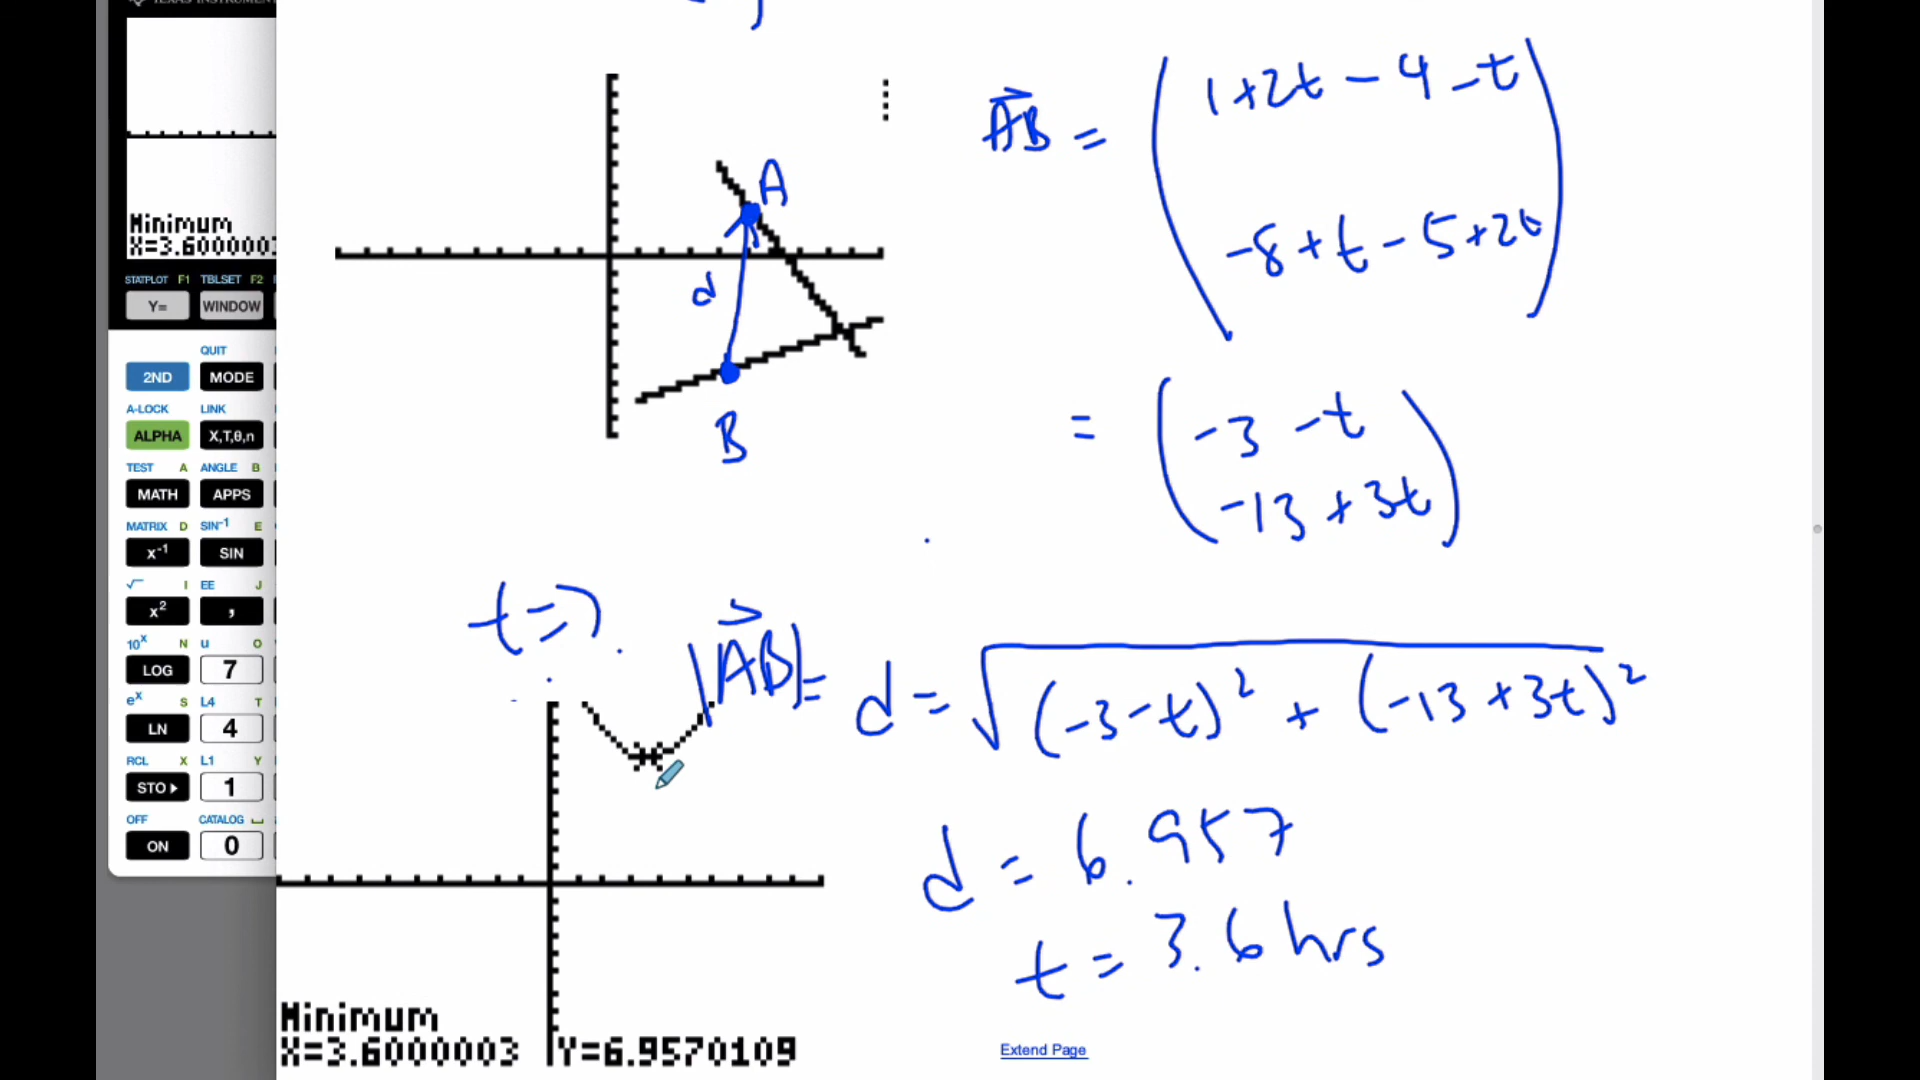 Minimum
X=3.6000003
STATPLOT F1 TBLSET F2
Y= WINDOW
QUIT
2ND MODE
A-LOCK LINK
ALPHA X,T,θ,n
TEST A ANGLE B
MATH APPS
MATRIX D SIN⁻¹ E
x⁻¹ SIN
√ I EE J
x² ,
10ˣ N u O
LOG 7
eˣ S L4 T
LN 4
RCL X L1 Y
STO▸ 1
OFF CATALOG
ON 0
A
d
B
AB = ( 1+2t - 4 - t
-8 + t - 5 + 2t )
= ( -3 - t
-13 + 3t )
t = ?
|AB| = d = √(-3-t)² + (-13+3t)²
d = 6.957
t = 3.6 hrs
Minimum
X=3.6000003 Y=6.9570109
Extend Page